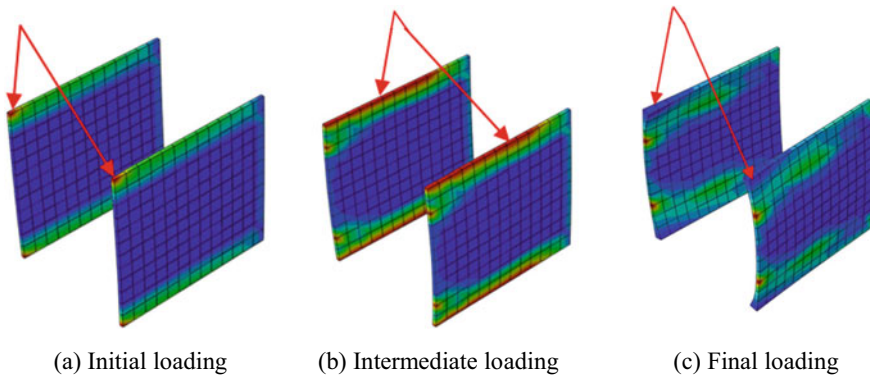 (a) Initial loading
(b) Intermediate loading
(c) Final loading